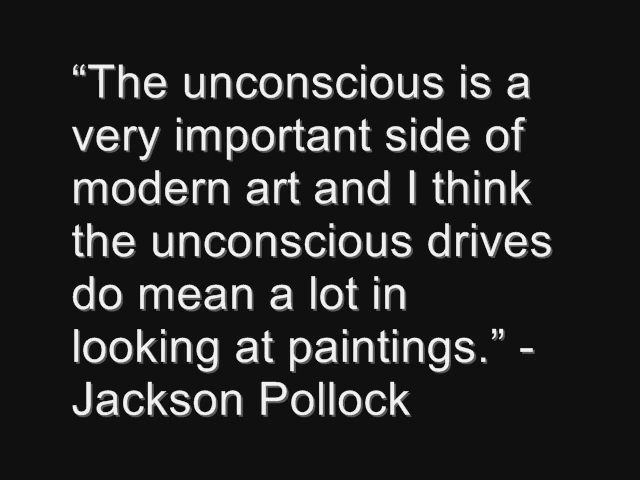 “The unconscious is a
very important side of
modern art and I think
the unconscious drives
do mean a lot in
looking at paintings.” -
Jackson Pollock